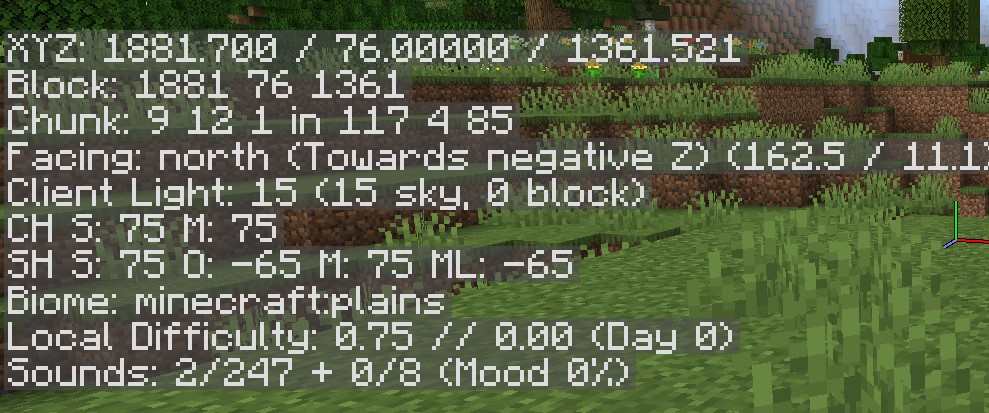 XYZ: 1881.700 / 76.00000 / 1361.521
Block: 1881 76 1361
Chunk: 9 12 1 in 117 4 85
Facing: north (Towards negative Z) (162.5 / 11.1
Client Light: 15 (15 sky, 0 block)
CH S: 75 M: 75
SH S: 75 O: -65 M: 75 ML: -65
Biome: minecraft:plains
Local Difficulty: 0.75 // 0.00 (Day 0)
Sounds: 2/247 + 0/8 (Mood 0%)